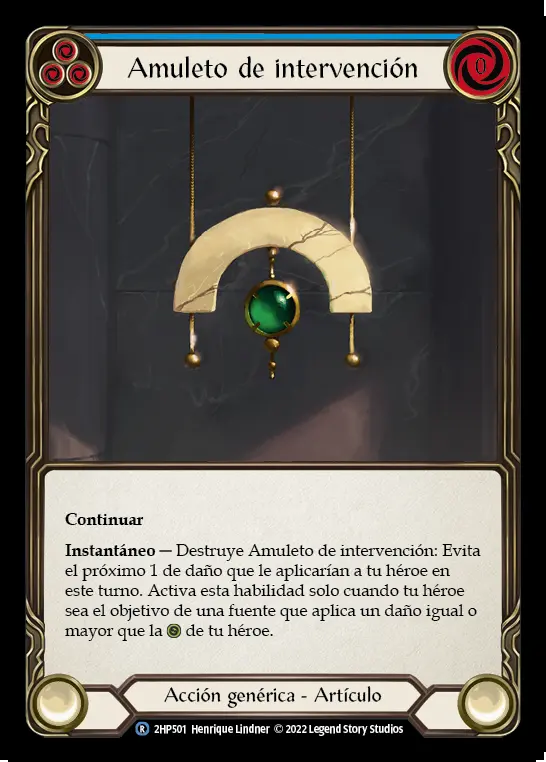 Amuleto de intervención
0
Continuar
Instantáneo — Destruye Amuleto de intervención: Evita
el próximo 1 de daño que le aplicarían a tu héroe en
este turno. Activa esta habilidad solo cuando tu héroe
sea el objetivo de una fuente que aplica un daño igual o
mayor que la de tu héroe.
Acción genérica - Artículo
R 2HP501 Henrique Lindner © 2022 Legend Story Studios